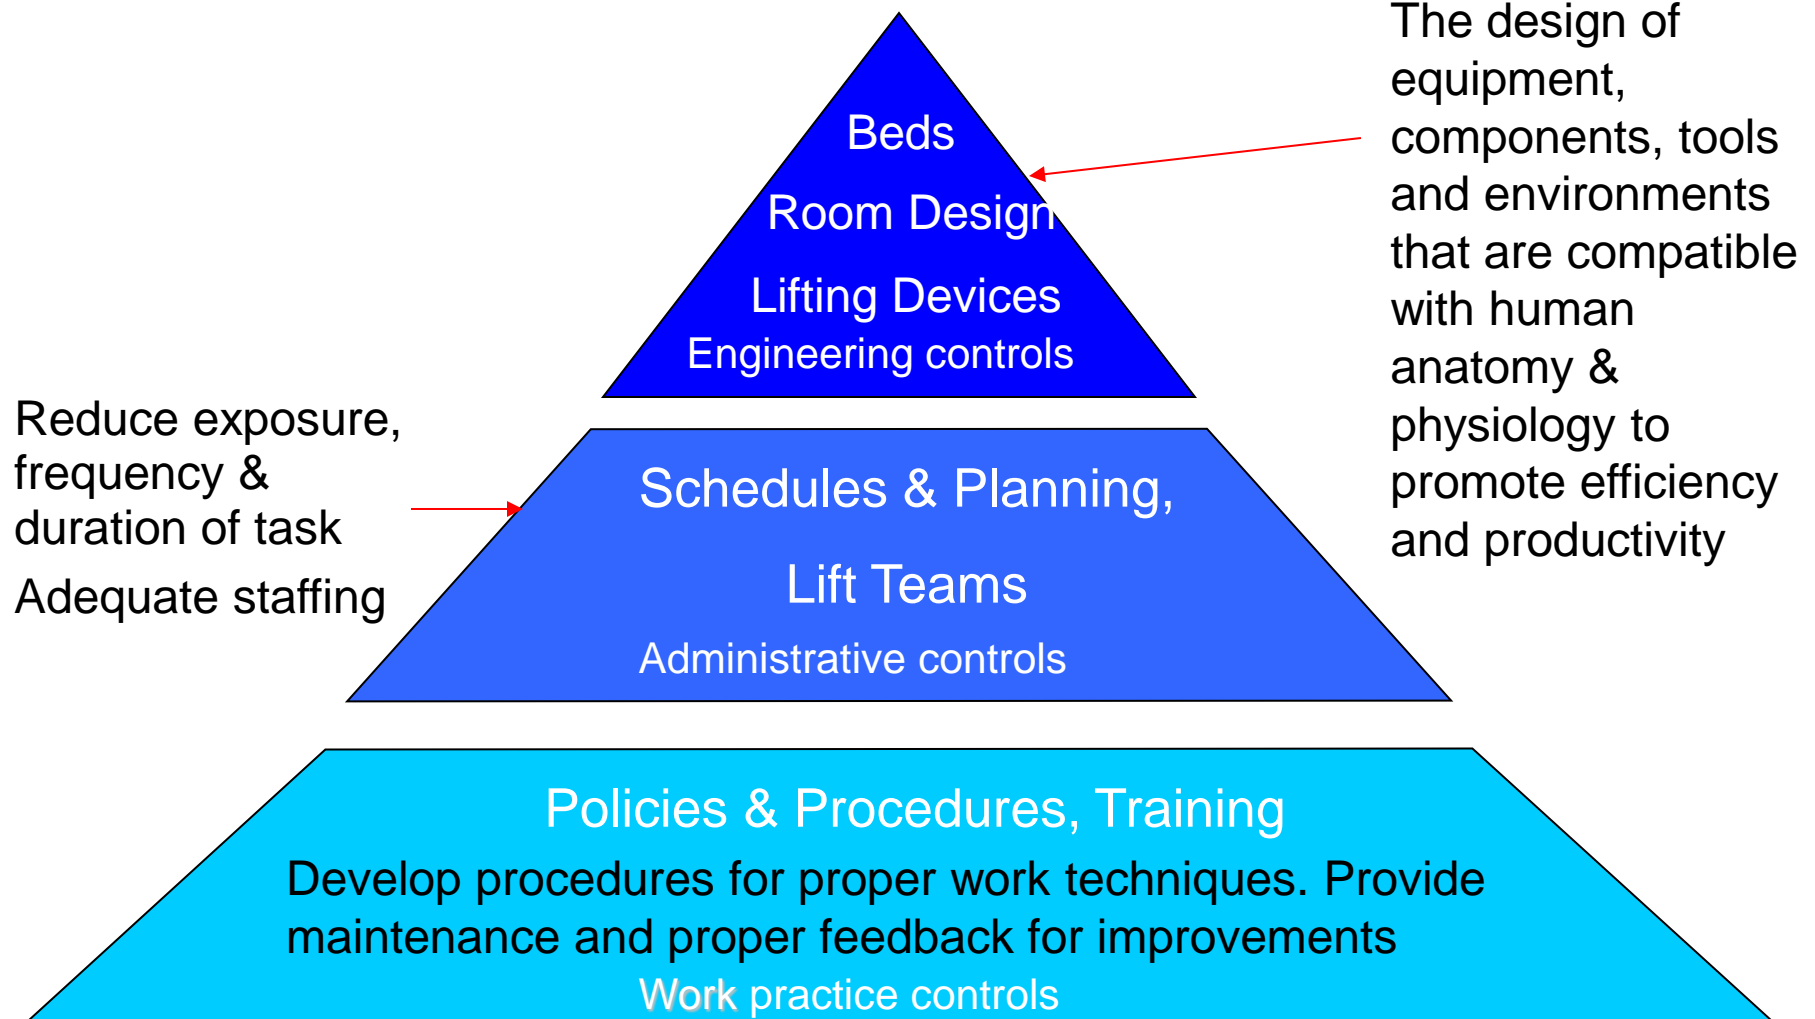 Beds
Room Design
Lifting Devices
Engineering controls
The design of
equipment,
components, tools
and environments
that are compatible
with human
anatomy &
physiology to
promote efficiency
and productivity
Reduce exposure,
frequency &
duration of task
Adequate staffing
Schedules & Planning,
Lift Teams
Administrative controls
Policies & Procedures, Training
Develop procedures for proper work techniques. Provide
maintenance and proper feedback for improvements
Work practice controls